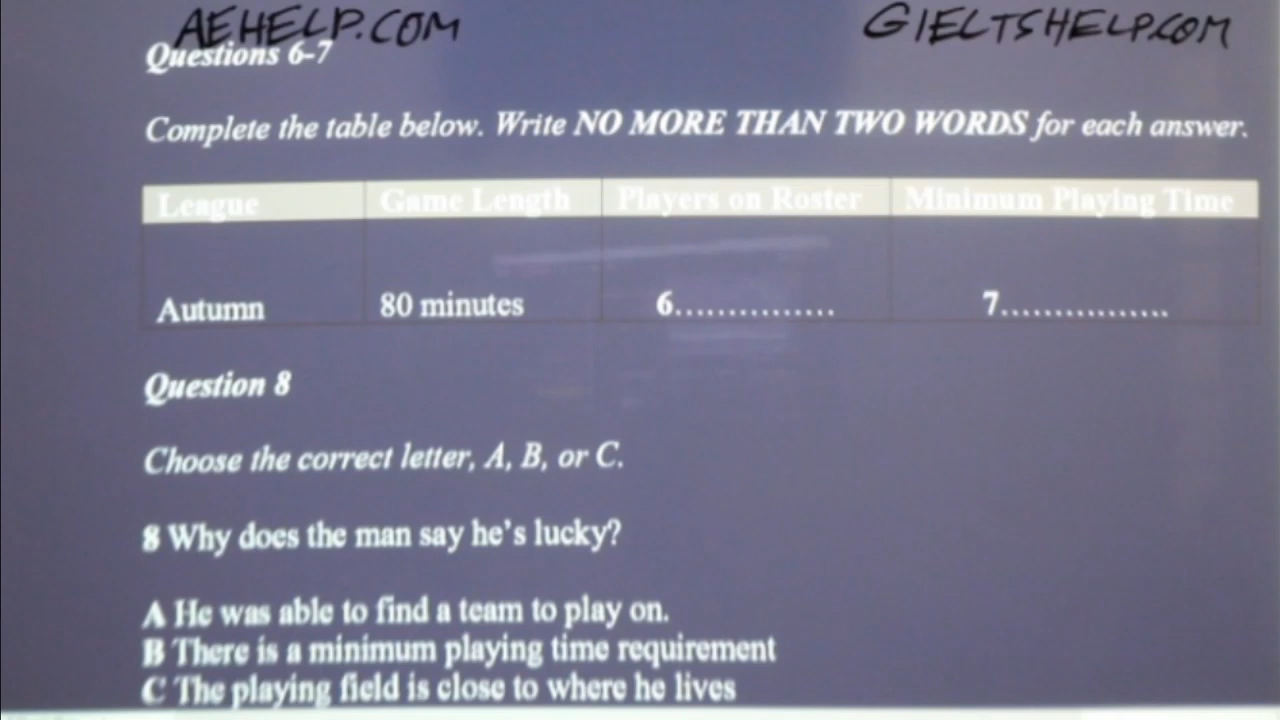 AEHELP.COM GIELTSHELP.COM
Questions 6-7
Complete the table below. Write NO MORE THAN TWO WORDS for each answer.
League Game Length Players on Roster Minimum Playing Time
Autumn 80 minutes 6............... 7................
Question 8
Choose the correct letter, A, B, or C.
8 Why does the man say he's lucky?
A He was able to find a team to play on.
B There is a minimum playing time requirement
C The playing field is close to where he lives